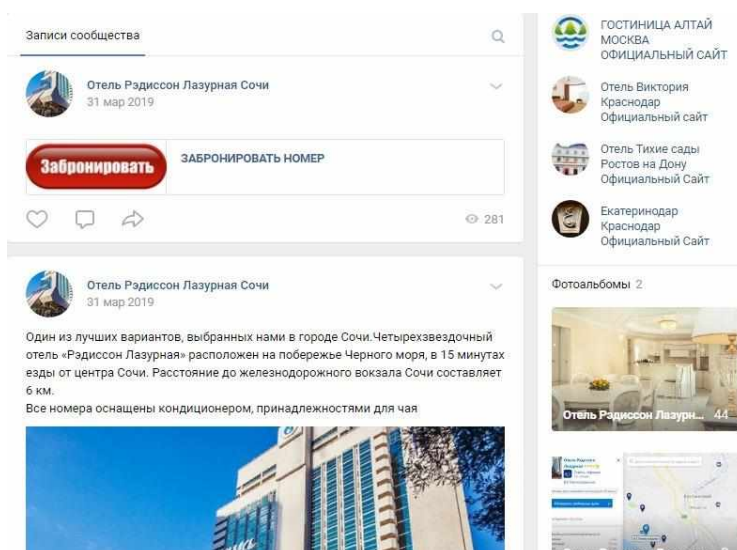 Записи сообщества
Отель Рэдиссон Лазурная Сочи
31 мар 2019
Забронировать
ЗАБРОНИРОВАТЬ НОМЕР
281
Отель Рэдиссон Лазурная Сочи
31 мар 2019
Один из лучших вариантов, выбранных нами в городе Сочи.Четырехзвездочный
отель «Рэдиссон Лазурная» расположен на побережье Черного моря, в 15 минутах
езды от центра Сочи. Расстояние до железнодорожного вокзала Сочи составляет
6 км.
Все номера оснащены кондиционером, принадлежностями для чая
ГОСТИНИЦА АЛТАЙ
МОСКВА
ОФИЦИАЛЬНЫЙ САЙТ
Отель Виктория
Краснодар
Официальный сайт
Отель Тихие сады
Ростов на Дону
Официальный Сайт
Екатеринодар
Краснодар
Официальный Сайт
Фотоальбомы 2
Отель Рэдиссон Лазурн... 44